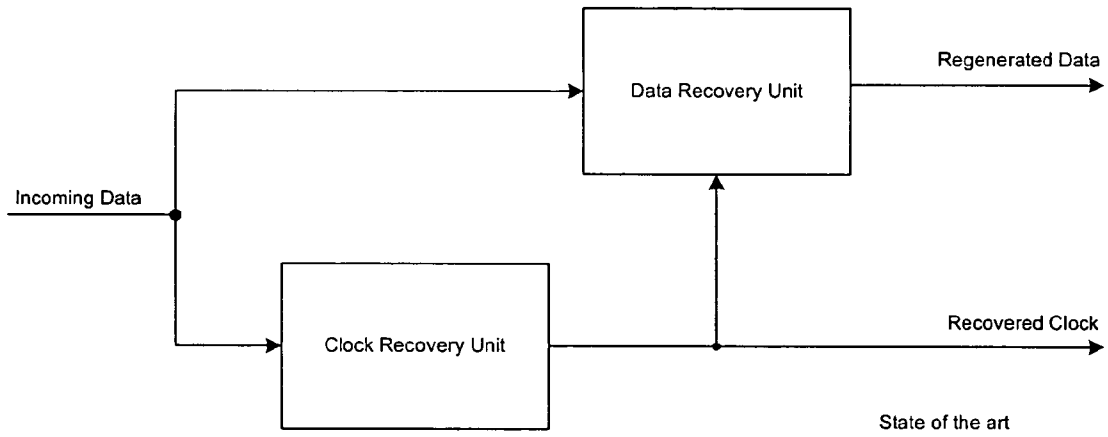 Regenerated Data
Data Recovery Unit
Incoming Data
Recovered Clock
Clock Recovery Unit
State of the art